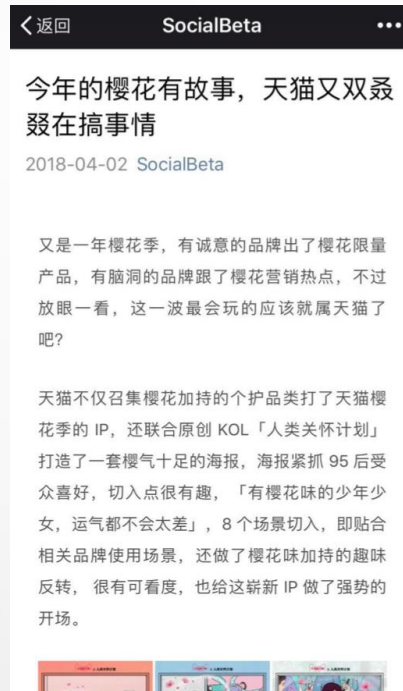 返回 SocialBeta
今年的樱花有故事，天猫又双叒
叕在搞事情
2018-04-02 SocialBeta
又是一年樱花季，有诚意的品牌出了樱花限量
产品，有脑洞的品牌跟了樱花营销热点，不过
放眼一看，这一波最会玩的应该就属天猫了
吧?
天猫不仅召集樱花加持的个护品类打了天猫樱
花季的 IP，还联合原创 KOL「人类关怀计划」
打造了一套樱气十足的海报，海报紧抓 95 后受
众喜好，切入点很有趣，「有樱花味的少年少
女，运气都不会太差」，8 个场景切入，即贴合
相关品牌使用场景，还做了樱花味加持的趣味
反转， 很有可看度，也给这崭新 IP 做了强势的
开场。